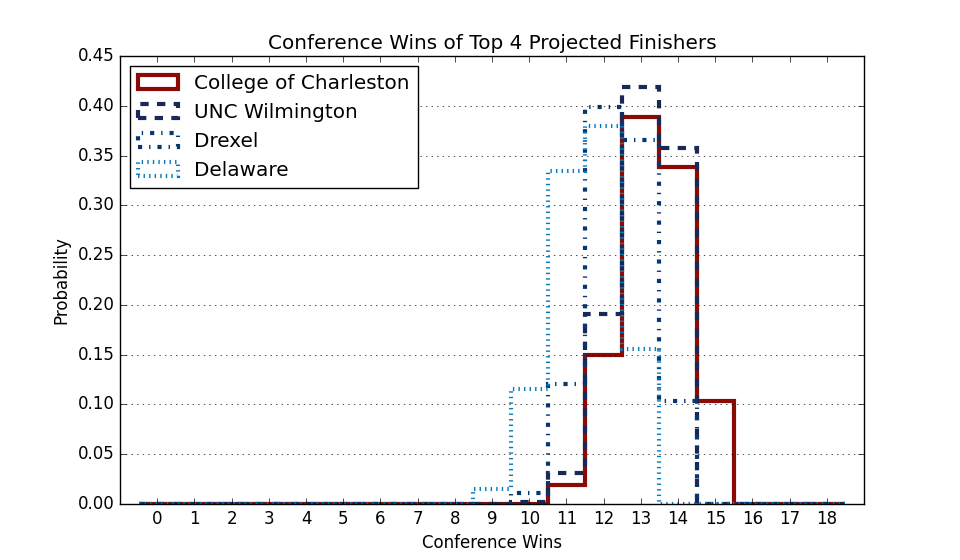 Conference Wins of Top 4 Projected Finishers
College of Charleston
UNC Wilmington
Drexel
Delaware
Probability
0.45
0.40
0.35
0.30
0.25
0.20
0.15
0.10
0.05
0.00
0 1 2 3 4 5 6 7 8 9 10 11 12 13 14 15 16 17 18
Conference Wins